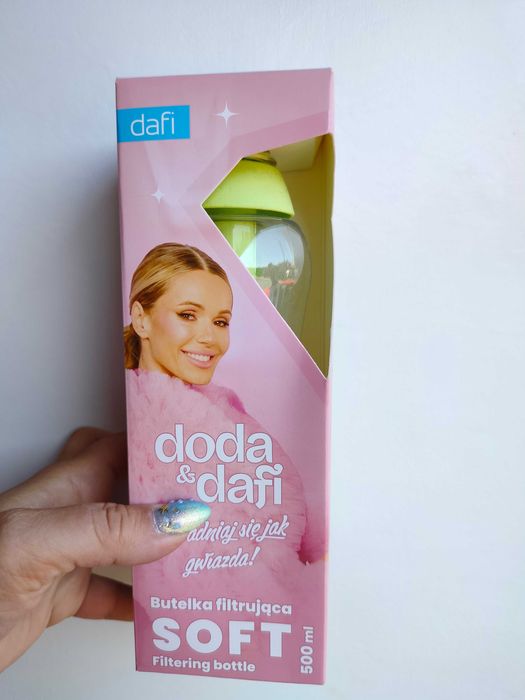 dafi
doda
& dafi
się jak
gwiazda!
Butelka filtrująca
SOFT
Filtering bottle
500 ml